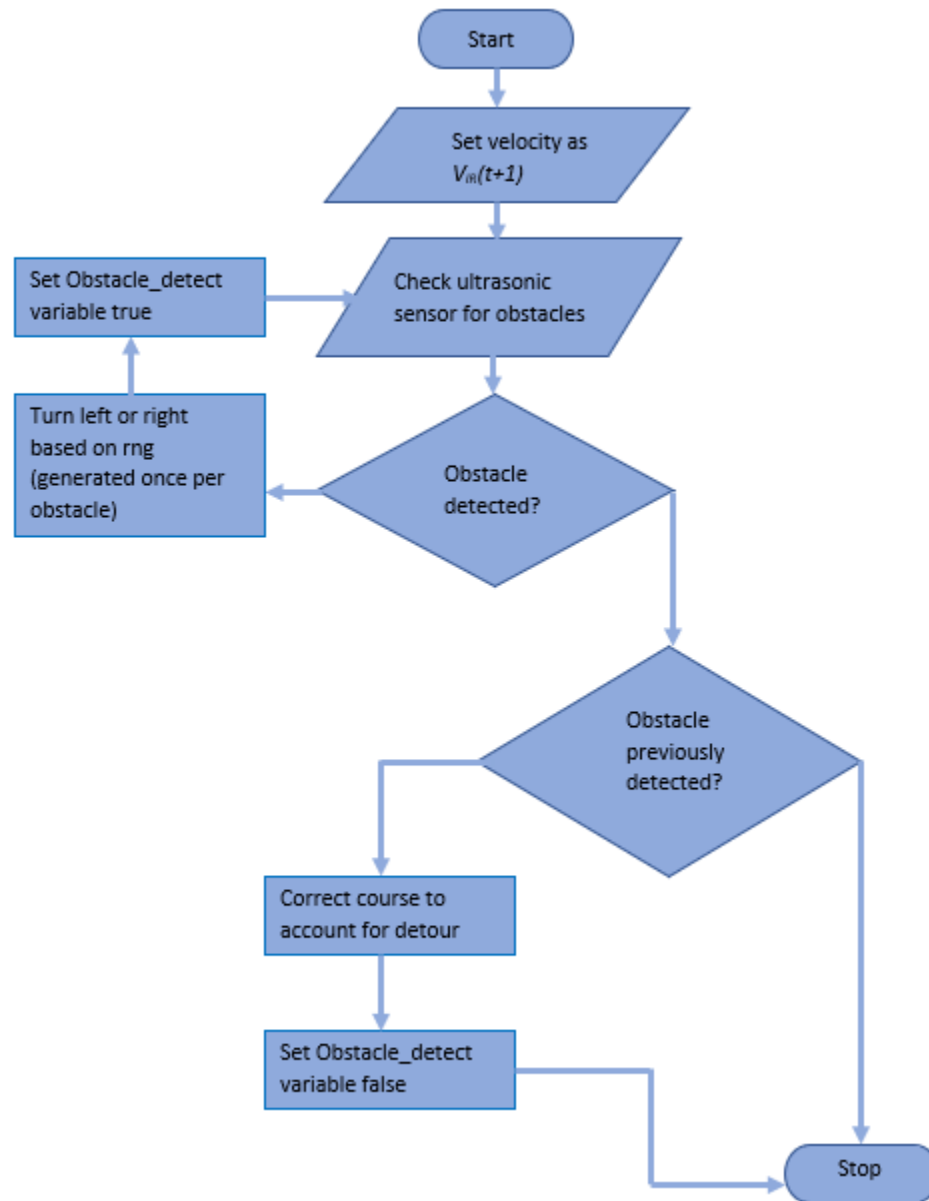 Start
Set velocity as
V_IR(t+1)
Check ultrasonic
sensor for obstacles
Set Obstacle_detect
variable true
Turn left or right
based on rng
(generated once per
obstacle)
Obstacle
detected?
Obstacle
previously
detected?
Correct course to
account for detour
Set Obstacle_detect
variable false
Stop